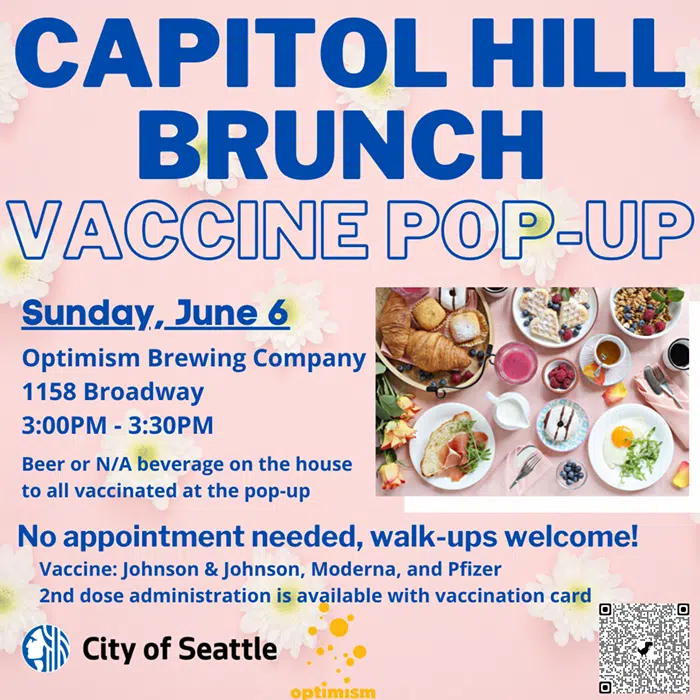 CAPITOL HILL
BRUNCH
VACCINE POP-UP
Sunday, June 6
Optimism Brewing Company
1158 Broadway
3:00PM - 3:30PM
Beer or N/A beverage on the house
to all vaccinated at the pop-up
No appointment needed, walk-ups welcome!
Vaccine: Johnson & Johnson, Moderna, and Pfizer
2nd dose administration is available with vaccination card
City of Seattle
optimism